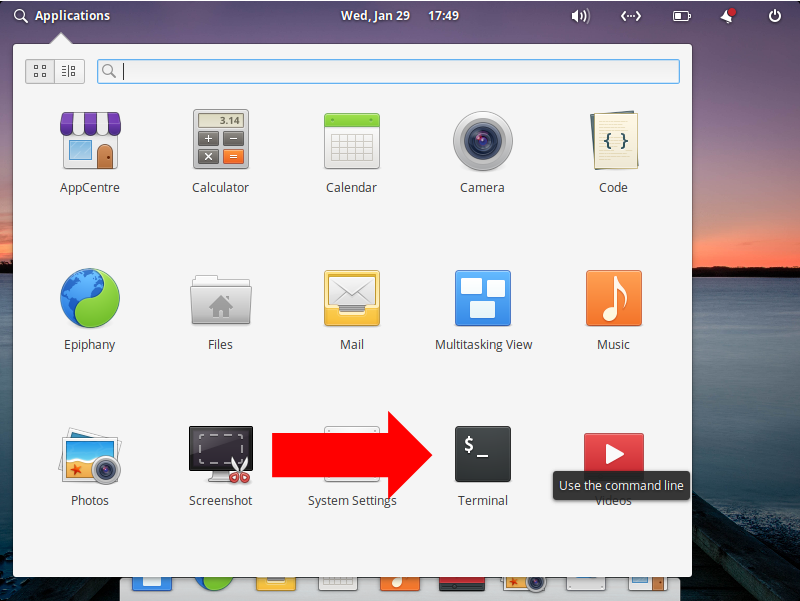 Applications
Wed, Jan 29 17:49
3.14
AppCentre
Calculator
Calendar
Camera
Code
Epiphany
Files
Mail
Multitasking View
Music
$_
Photos
Screenshot
System Settings
Terminal
Use the command line
Videos